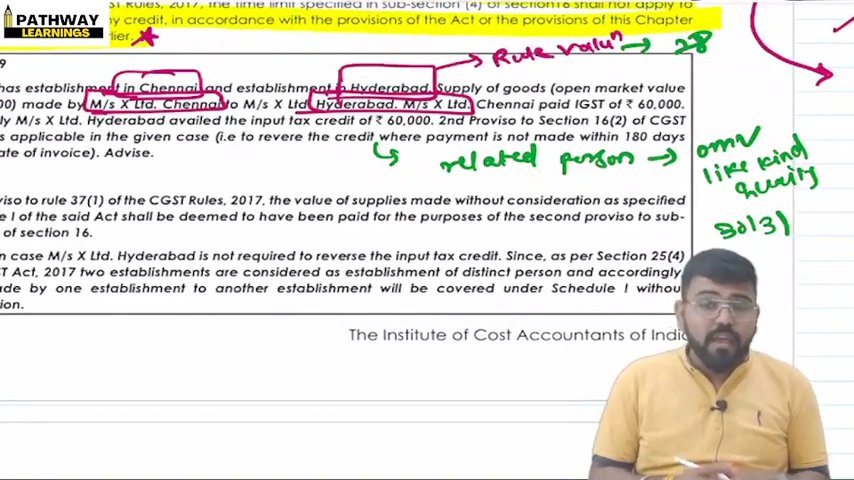 ST Rules, 2017, the time limit specified in sub-section (4) of section 16 shall not apply to
any credit, in accordance with the provisions of the Act or the provisions of this Chapter
PATHWAY
LEARNINGS
Rule valuⁿ → 28
9
has establishment in Chennai and establishment in Hyderabad. Supply of goods (open market value
00) made by M/s X Ltd. Chennai to M/s X Ltd. Hyderabad. M/s X Ltd. Chennai paid IGST of ₹ 60,000.
ly M/s X Ltd. Hyderabad availed the input tax credit of ₹ 60,000. 2nd Proviso to Section 16(2) of CGST
s applicable in the given case (i.e to revere the credit where payment is not made within 180 days
ate of invoice). Advise.
related person → omv
like kind
quality
30/31
viso to rule 37(1) of the CGST Rules, 2017, the value of supplies made without consideration as specified
e I of the said Act shall be deemed to have been paid for the purposes of the second proviso to sub-
of section 16.
n case M/s X Ltd. Hyderabad is not required to reverse the input tax credit. Since, as per Section 25(4)
ST Act, 2017 two establishments are considered as establishment of distinct person and accordingly
ade by one establishment to another establishment will be covered under Schedule I withou
ion.
The Institute of Cost Accountants of India